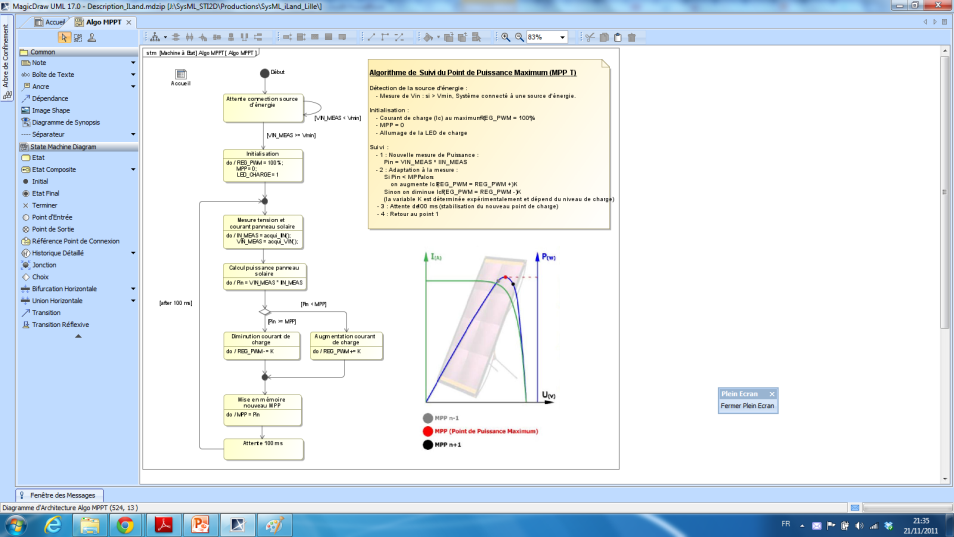 MagicDraw UML 17.0 - Description_ILand.mdzip [J:\SysML_STI2D\Productions\SysML_iLand_Lille\]
Accueil
Algo MPPT
83%
Arbre de Confinement
Common
Note
Boîte de Texte
Ancre
Dépendance
Image Shape
Diagramme de Synopsis
Séparateur
State Machine Diagram
Etat
Etat Composite
Initial
Etat Final
Terminer
Point d'Entrée
Point de Sortie
Référence Point de Connexion
Historique Détaillé
Jonction
Choix
Bifurcation Horizontale
Union Horizontale
Transition
Transition Réflexive
stm [Machine à Etat] Algo MPPT [ Algo MPPT ]
Accueil
Début
Attente connection source d'énergie
[VIN_MEAS < Vmin]
[VIN_MEAS >= Vmin]
Initialisation
do / REG_PWM = 100%;
MPP = 0;
LED_CHARGE = 1
Mesure tension et courant panneau solaire
do / IN_MEAS = acqui_IIN();
VIN_MEAS = acqui_VIN();
Calcul puissance panneau solaire
do / Pin = VIN_MEAS * IIN_MEAS
[after 100 ms]
[Pin < MPP]
[Pin >= MPP]
Diminution courant de charge
do / REG_PWM -= K
Augmentation courant de charge
do / REG_PWM += K
Mise en mémoire nouveau MPP
do / MPP = Pin
Attente 100 ms
Algorithme de Suivi du Point de Puissance Maximum (MPP T)
Détection de la source d'énergie :
- Mesure de Vin : si > Vmin, Système connecté à une source d'énergie.
Initialisation :
- Courant de charge (Ic) au maximum REG_PWM = 100%
- MPP = 0
- Allumage de la LED de charge
Suivi :
- 1 : Nouvelle mesure de Puissance :
Pin = VIN_MEAS * IIN_MEAS
- 2 : Adaptation à la mesure :
Si Pin < MPP alors
on augmente Ic (REG_PWM = REG_PWM + K)
Sinon on diminue Ic (REG_PWM = REG_PWM - K)
(la variable K est déterminée expérimentalement et dépend du niveau de charge)
- 3 : Attente de 100 ms (stabilisation du nouveau point de charge)
- 4 : Retour au point 1
I(A)
P(W)
U(V)
MPP n-1
MPP (Point de Puissance Maximum)
MPP n+1
Plein Ecran
Fermer Plein Ecran
Fenêtre des Messages
Diagramme d'Architecture Algo MPPT (524, 13 )
FR
21:35
21/11/2011